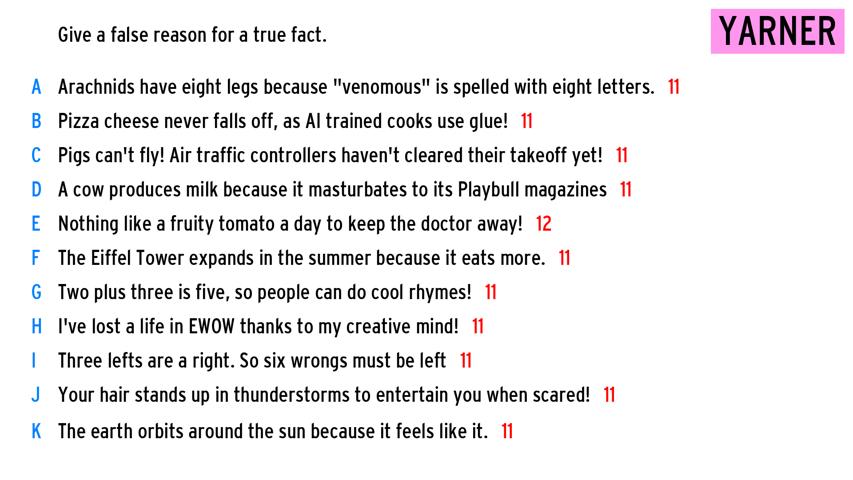 Give a false reason for a true fact.
YARNER
A Arachnids have eight legs because "venomous" is spelled with eight letters. 11
B Pizza cheese never falls off, as AI trained cooks use glue! 11
C Pigs can't fly! Air traffic controllers haven't cleared their takeoff yet! 11
D A cow produces milk because it masturbates to its Playbull magazines 11
E Nothing like a fruity tomato a day to keep the doctor away! 12
F The Eiffel Tower expands in the summer because it eats more. 11
G Two plus three is five, so people can do cool rhymes! 11
H I've lost a life in EWOW thanks to my creative mind! 11
I Three lefts are a right. So six wrongs must be left 11
J Your hair stands up in thunderstorms to entertain you when scared! 11
K The earth orbits around the sun because it feels like it. 11